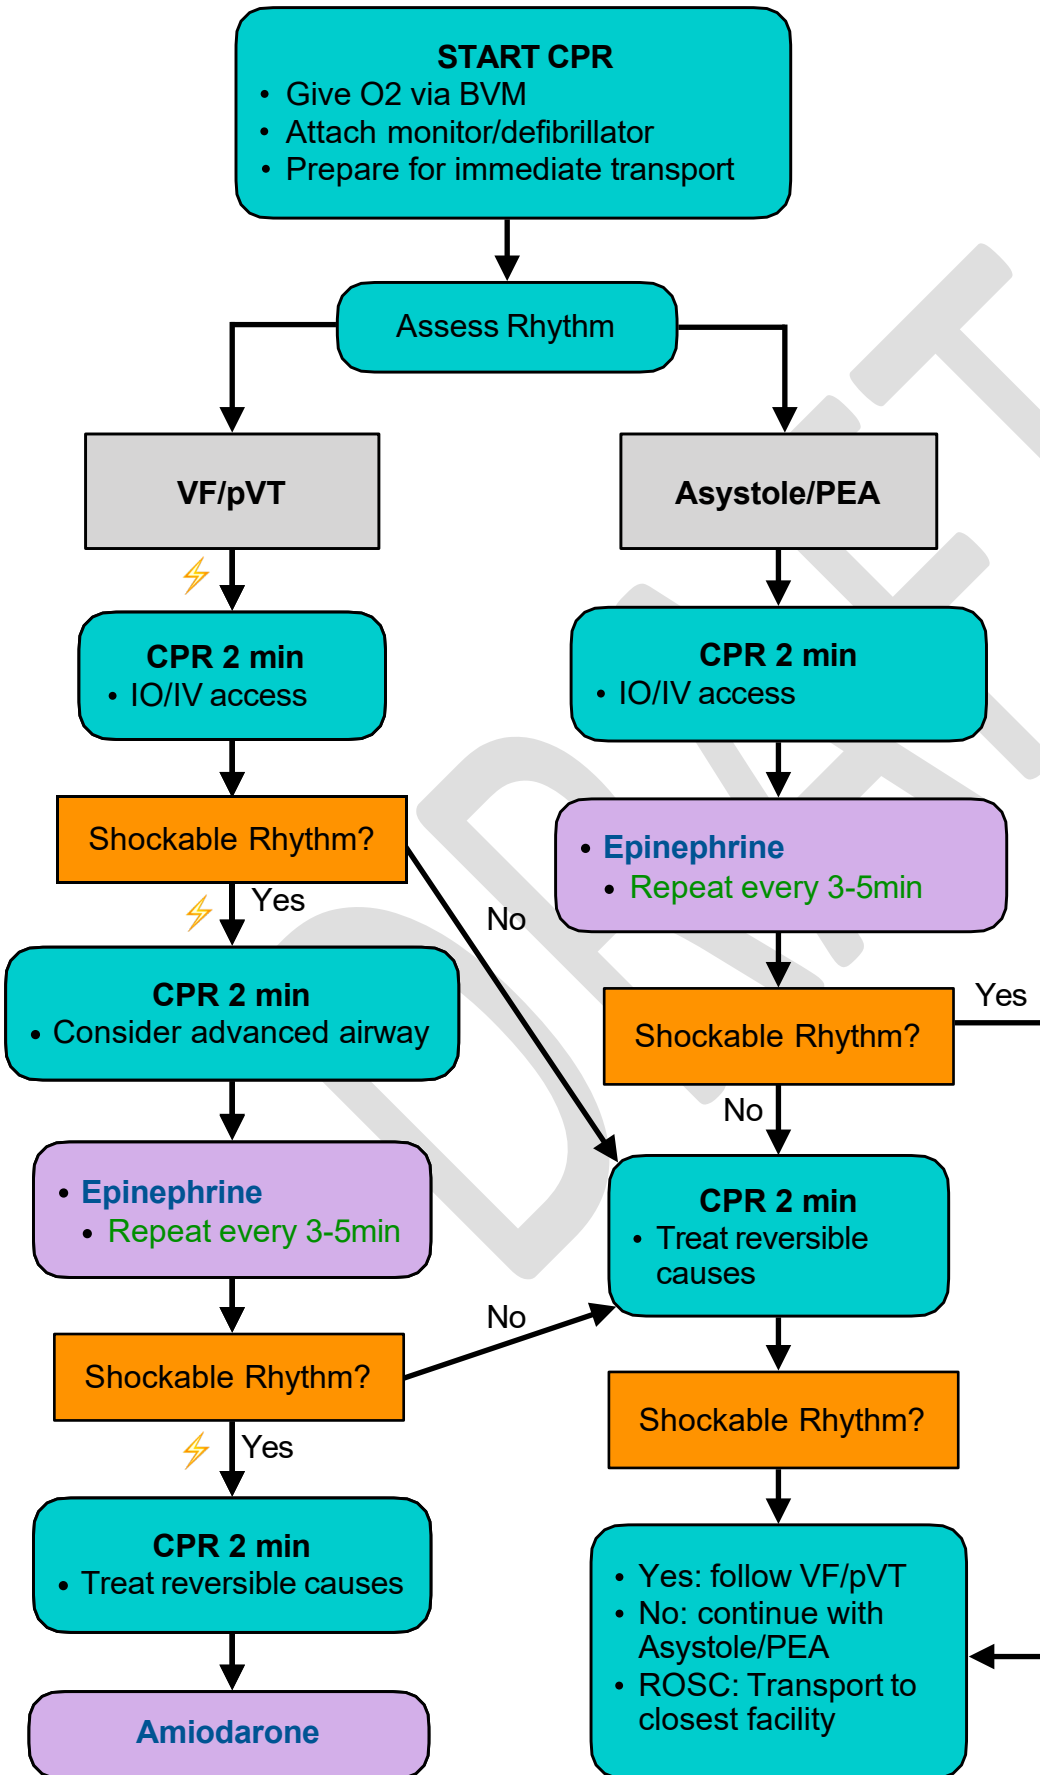 START CPR
• Give O2 via BVM
• Attach monitor/defibrillator
• Prepare for immediate transport
Assess Rhythm
VF/pVT
Asystole/PEA
CPR 2 min
• IO/IV access
CPR 2 min
• IO/IV access
Shockable Rhythm?
• Epinephrine
• Repeat every 3-5min
Yes
No
CPR 2 min
• Consider advanced airway
Shockable Rhythm?
Yes
No
• Epinephrine
• Repeat every 3-5min
CPR 2 min
• Treat reversible
causes
No
Shockable Rhythm?
Shockable Rhythm?
Yes
CPR 2 min
• Treat reversible causes
• Yes: follow VF/pVT
• No: continue with
Asystole/PEA
• ROSC: Transport to
closest facility
Amiodarone
DRAFT